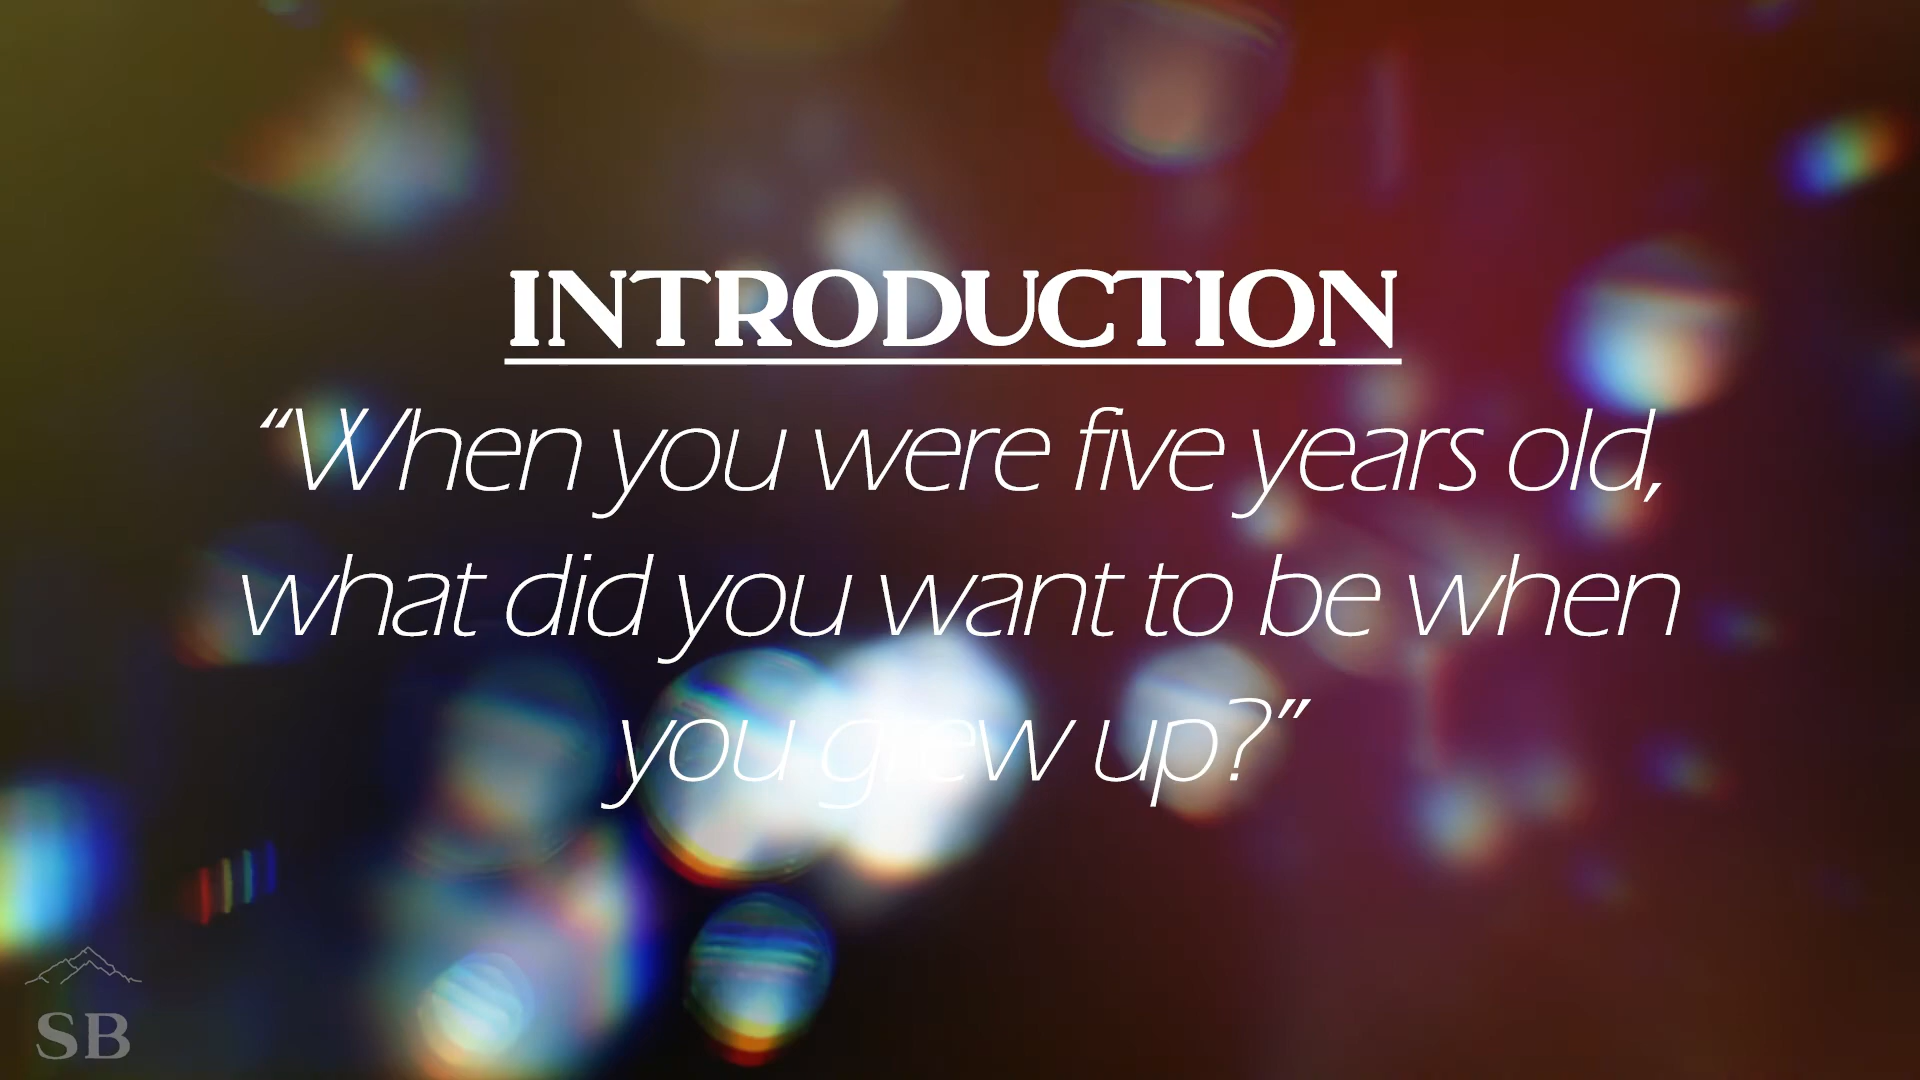 INTRODUCTION
“When you were five years old,
what did you want to be when
you grew up?”
SB